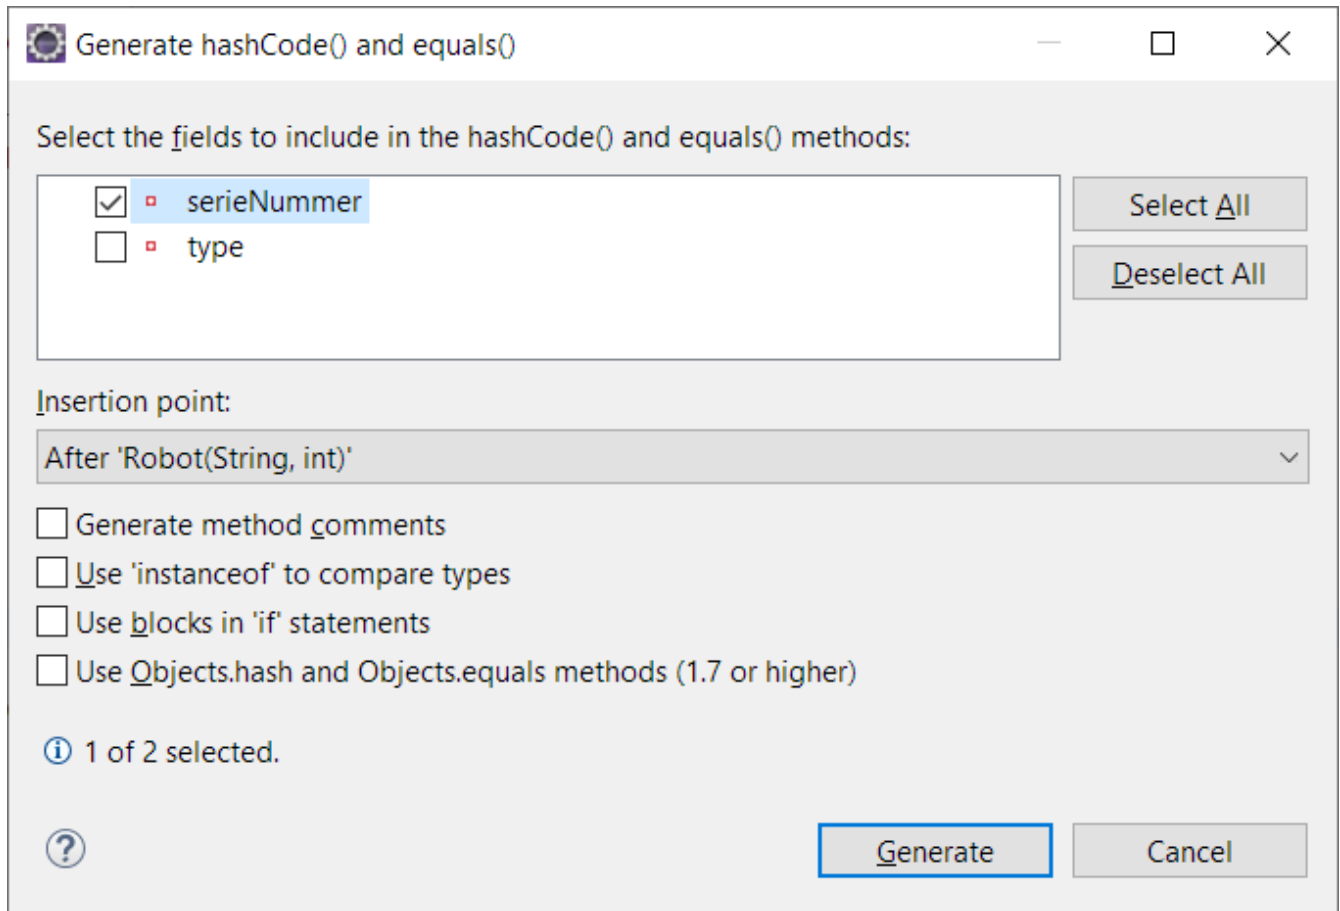 Generate hashCode() and equals()
Select the fields to include in the hashCode() and equals() methods:
serieNummer
type
Select All
Deselect All
Insertion point:
After 'Robot(String, int)'
Generate method comments
Use 'instanceof' to compare types
Use blocks in 'if' statements
Use Objects.hash and Objects.equals methods (1.7 or higher)
1 of 2 selected.
Generate
Cancel